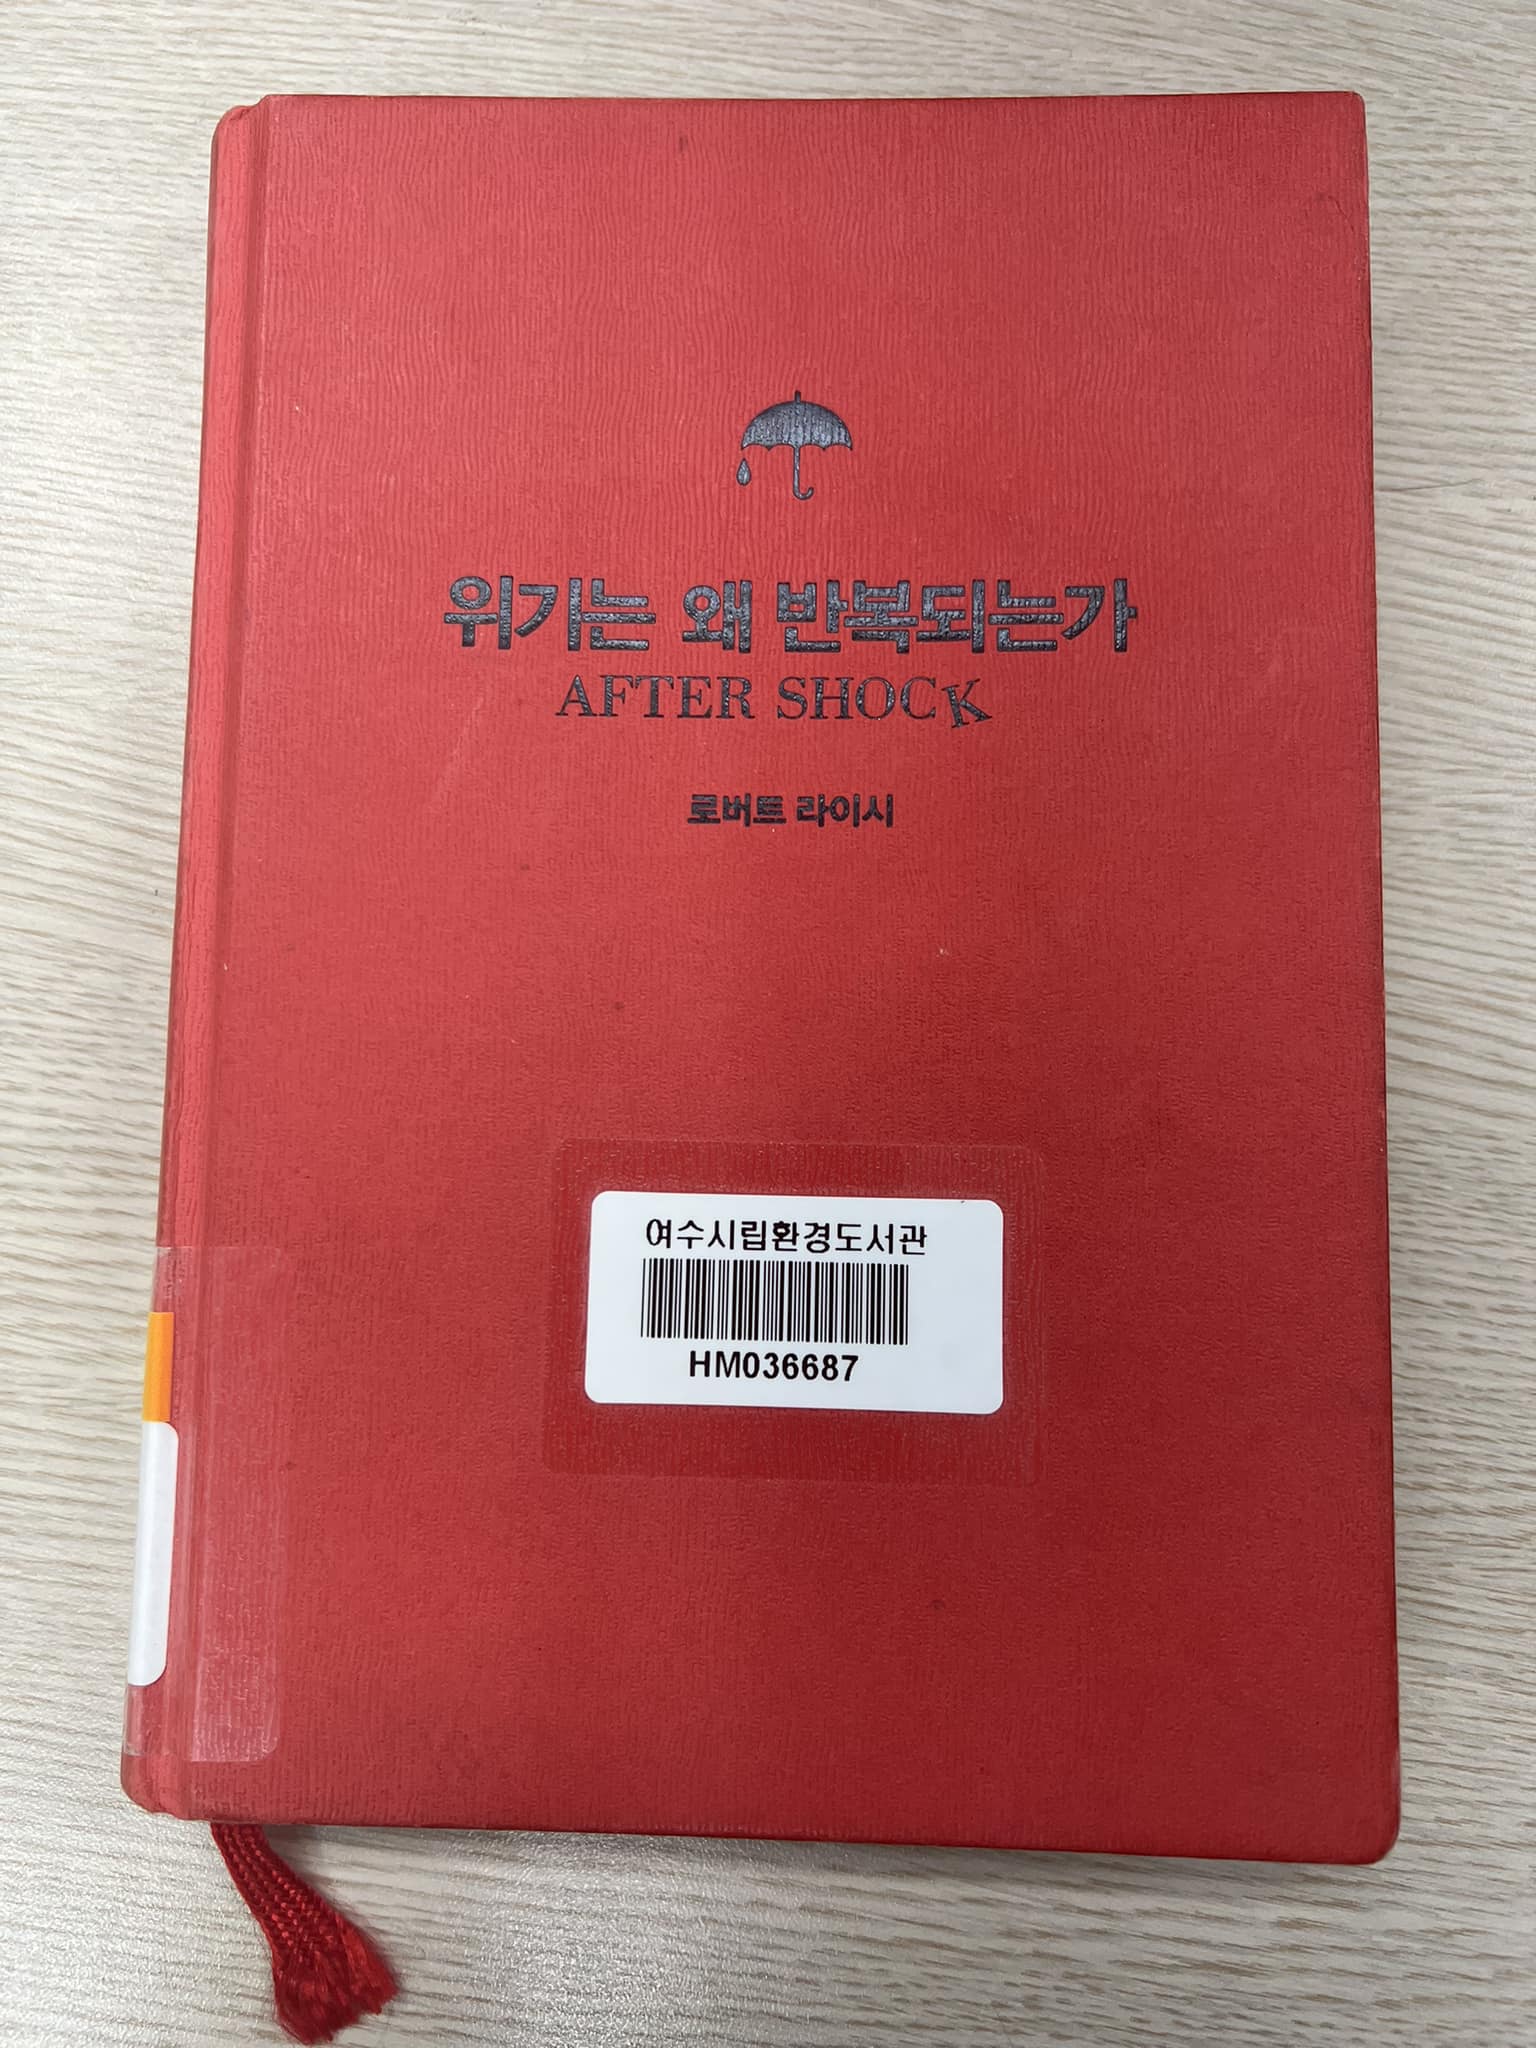 위기는 왜 반복되는가
AFTER SHOCK
로버트 라이시
여수시립환경도서관
HM036687